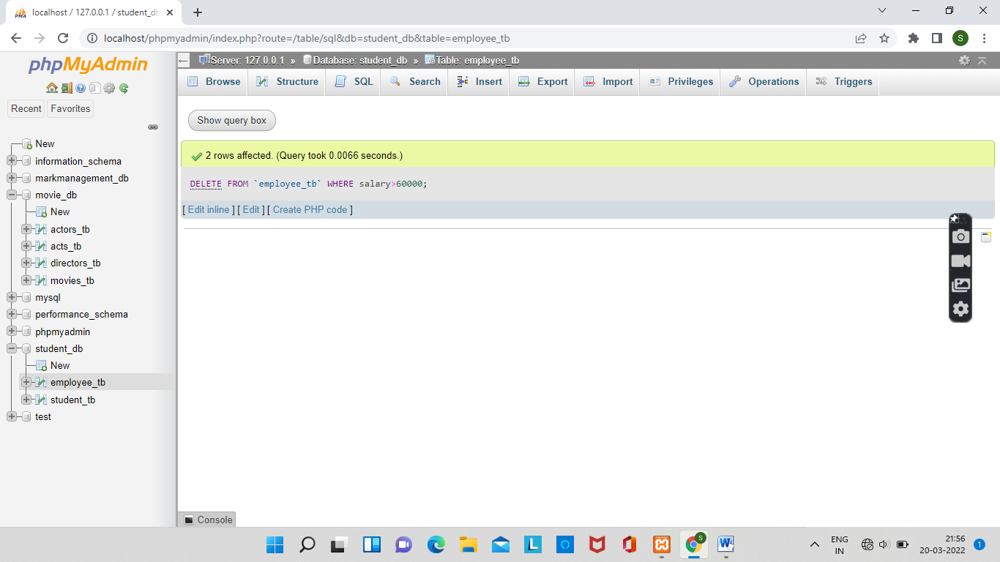 localhost / 127.0.0.1 / student_db
localhost/phpmyadmin/index.php?route=/table/sql&db=student_db&table=employee_tb
S
phpMyAdmin
Recent
Favorites
New
information_schema
markmanagement_db
movie_db
New
actors_tb
acts_tb
directors_tb
movies_tb
mysql
performance_schema
phpmyadmin
student_db
New
employee_tb
student_tb
test
Server: 127.0.0.1 » Database: student_db » Table: employee_tb
Browse Structure SQL Search Insert Export Import Privileges Operations Triggers
Show query box
2 rows affected. (Query took 0.0066 seconds.)
DELETE FROM `employee_tb` WHERE salary>60000;
[ Edit inline ] [ Edit ] [ Create PHP code ]
Console
ENG
IN
21:56
20-03-2022
1